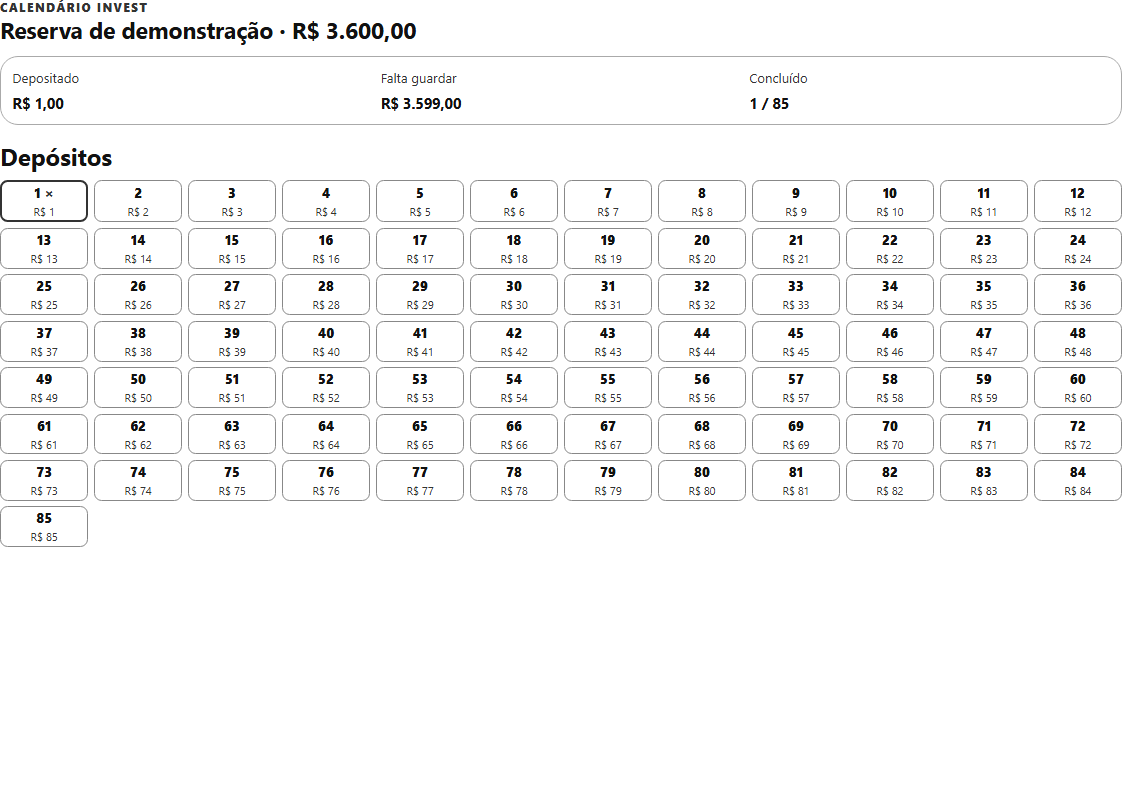 CALENDÁRIO INVEST
Reserva de demonstração · R$ 3.600,00
Depositado Falta guardar Concluído
R$ 1,00 R$ 3.599,00 1 / 85
Depósitos
1 × 2 3 4 5 6 7 8 9 10 11 12
R$ 1 R$ 2 R$ 3 R$ 4 R$ 5 R$ 6 R$ 7 R$ 8 R$ 9 R$ 10 R$ 11 R$ 12
13 14 15 16 17 18 19 20 21 22 23 24
R$ 13 R$ 14 R$ 15 R$ 16 R$ 17 R$ 18 R$ 19 R$ 20 R$ 21 R$ 22 R$ 23 R$ 24
25 26 27 28 29 30 31 32 33 34 35 36
R$ 25 R$ 26 R$ 27 R$ 28 R$ 29 R$ 30 R$ 31 R$ 32 R$ 33 R$ 34 R$ 35 R$ 36
37 38 39 40 41 42 43 44 45 46 47 48
R$ 37 R$ 38 R$ 39 R$ 40 R$ 41 R$ 42 R$ 43 R$ 44 R$ 45 R$ 46 R$ 47 R$ 48
49 50 51 52 53 54 55 56 57 58 59 60
R$ 49 R$ 50 R$ 51 R$ 52 R$ 53 R$ 54 R$ 55 R$ 56 R$ 57 R$ 58 R$ 59 R$ 60
61 62 63 64 65 66 67 68 69 70 71 72
R$ 61 R$ 62 R$ 63 R$ 64 R$ 65 R$ 66 R$ 67 R$ 68 R$ 69 R$ 70 R$ 71 R$ 72
73 74 75 76 77 78 79 80 81 82 83 84
R$ 73 R$ 74 R$ 75 R$ 76 R$ 77 R$ 78 R$ 79 R$ 80 R$ 81 R$ 82 R$ 83 R$ 84
85
R$ 85